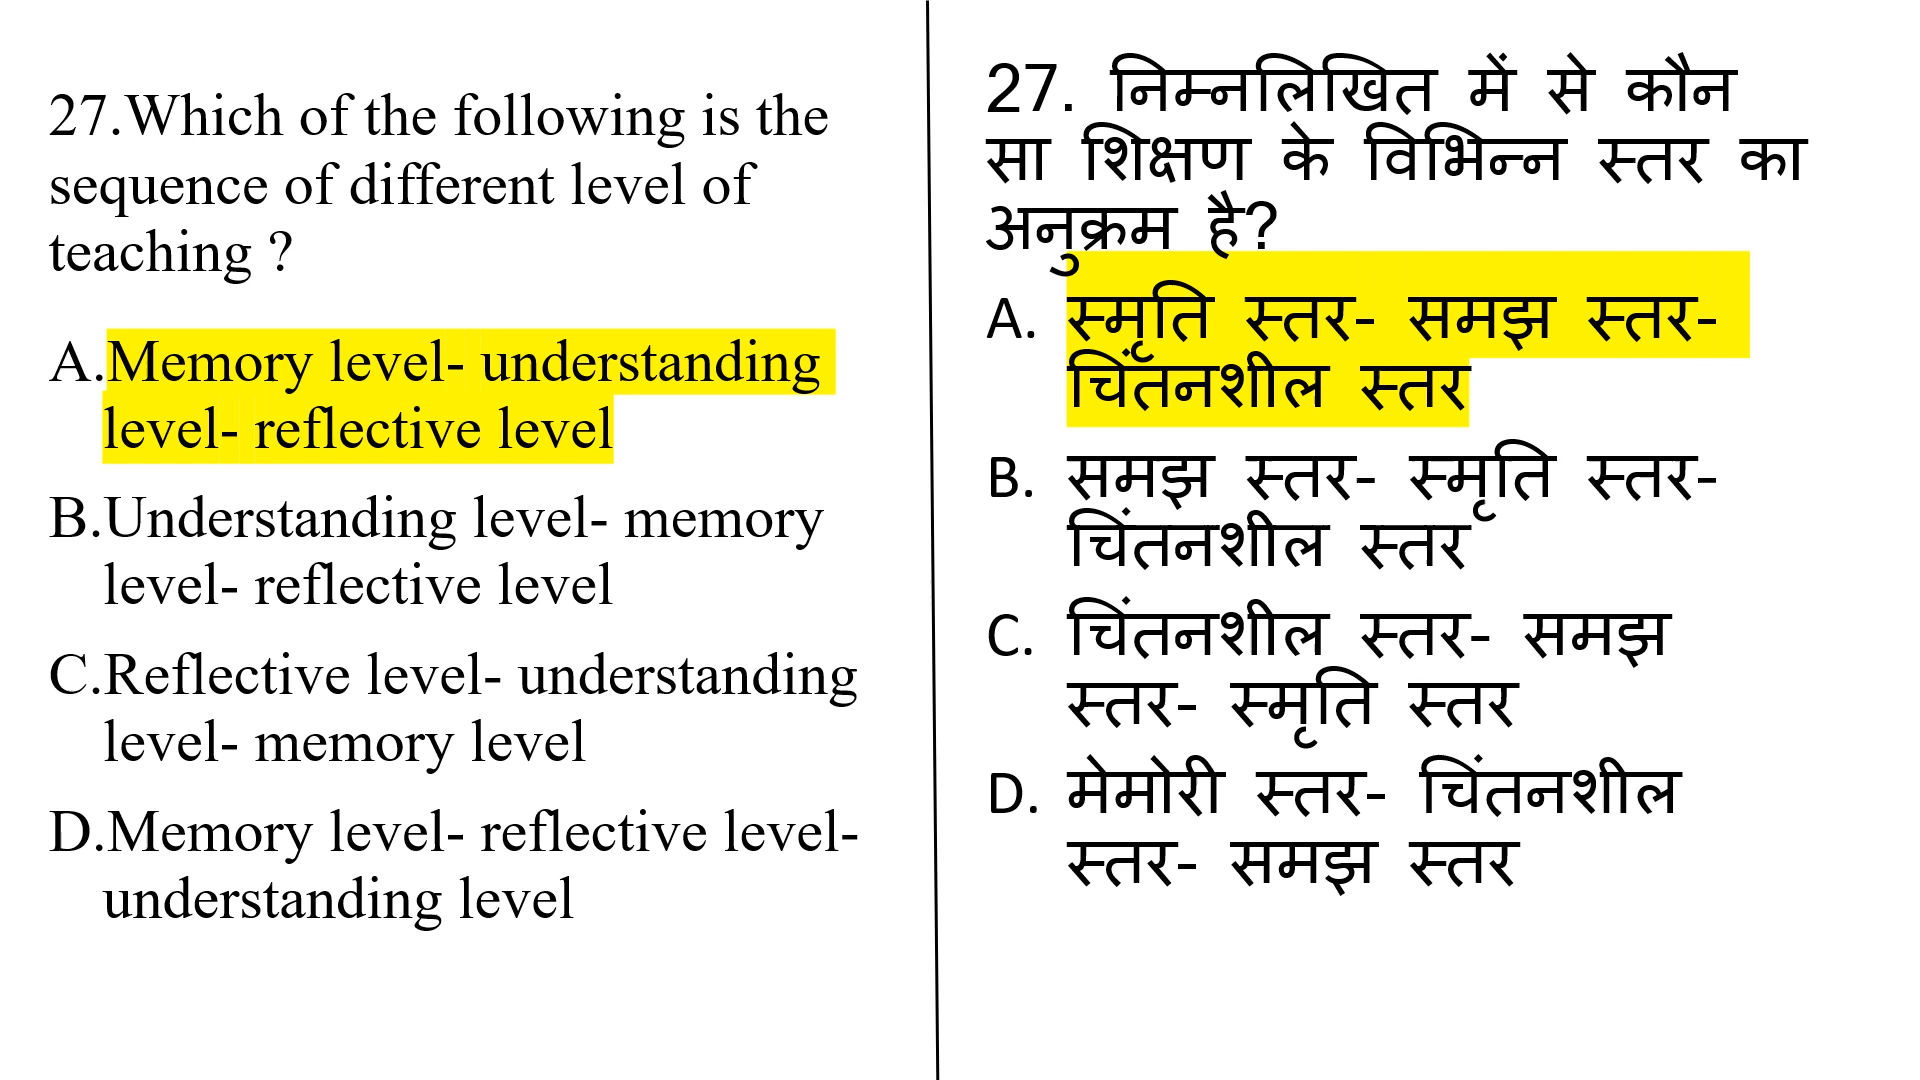 27.Which of the following is the
sequence of different level of
teaching ?
A.Memory level- understanding
level- reflective level
B.Understanding level- memory
level- reflective level
C.Reflective level- understanding
level- memory level
D.Memory level- reflective level-
understanding level
27. निम्नलिखित में से कौन
सा शिक्षण के विभिन्न स्तर का
अनुक्रम है?
A. स्मृति स्तर- समझ स्तर-
चिंतनशील स्तर
B. समझ स्तर- स्मृति स्तर-
चिंतनशील स्तर
C. चिंतनशील स्तर- समझ
स्तर- स्मृति स्तर
D. मेमोरी स्तर- चिंतनशील
स्तर- समझ स्तर